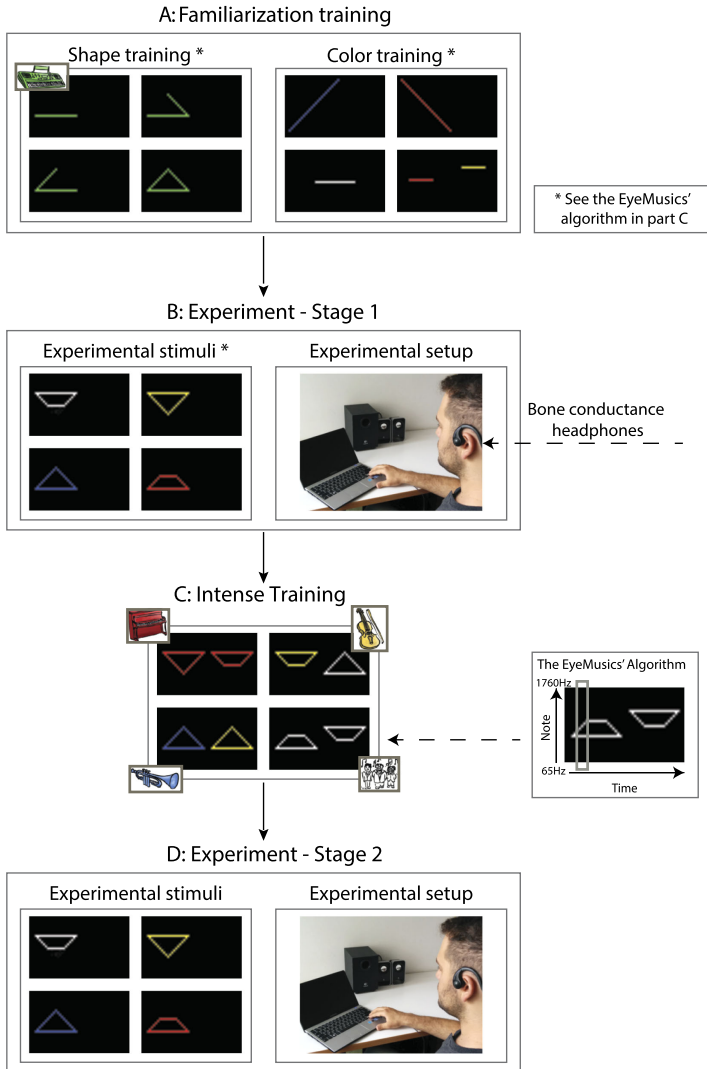 A: Familiarization training
Shape training *
Color training *
* See the EyeMusics'
algorithm in part C
B: Experiment - Stage 1
Experimental stimuli *
Experimental setup
Bone conductance
headphones
C: Intense Training
The EyeMusics' Algorithm
1760Hz
Note
65Hz
Time
D: Experiment - Stage 2
Experimental stimuli
Experimental setup